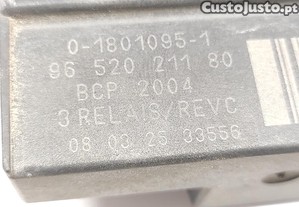 custojusto.pt
0-1801095-1
96 520 211 80
BCP 2004
3 RELAIS/REVC
08 03 25 33556